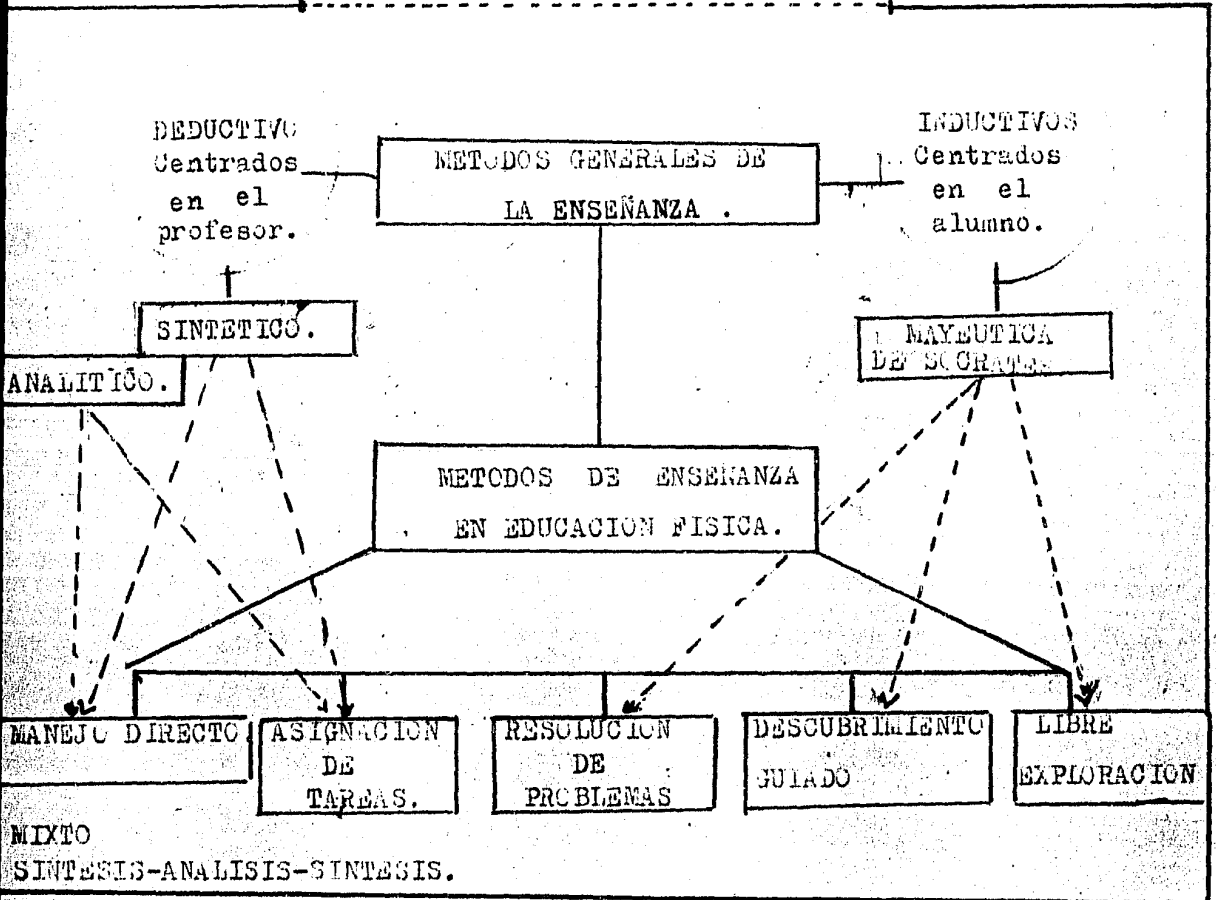 DEDUCTIVO
Centrados
en el
profesor.
METODOS GENERALES DE
LA ENSEÑANZA .
INDUCTIVOS
Centrados
en el
alumno.
SINTETICO.
ANALITICO.
MAYEUTICA
DE SOCRATES
METODOS DE ENSEÑANZA
EN EDUCACION FISICA.
MANEJO DIRECTO
ASIGNACION
DE
TAREAS.
RESOLUCION
DE
PROBLEMAS
DESCUBRIMIENTO
GUIADO
LIBRE
EXPLORACION
MIXTO
SINTESIS-ANALISIS-SINTESIS.